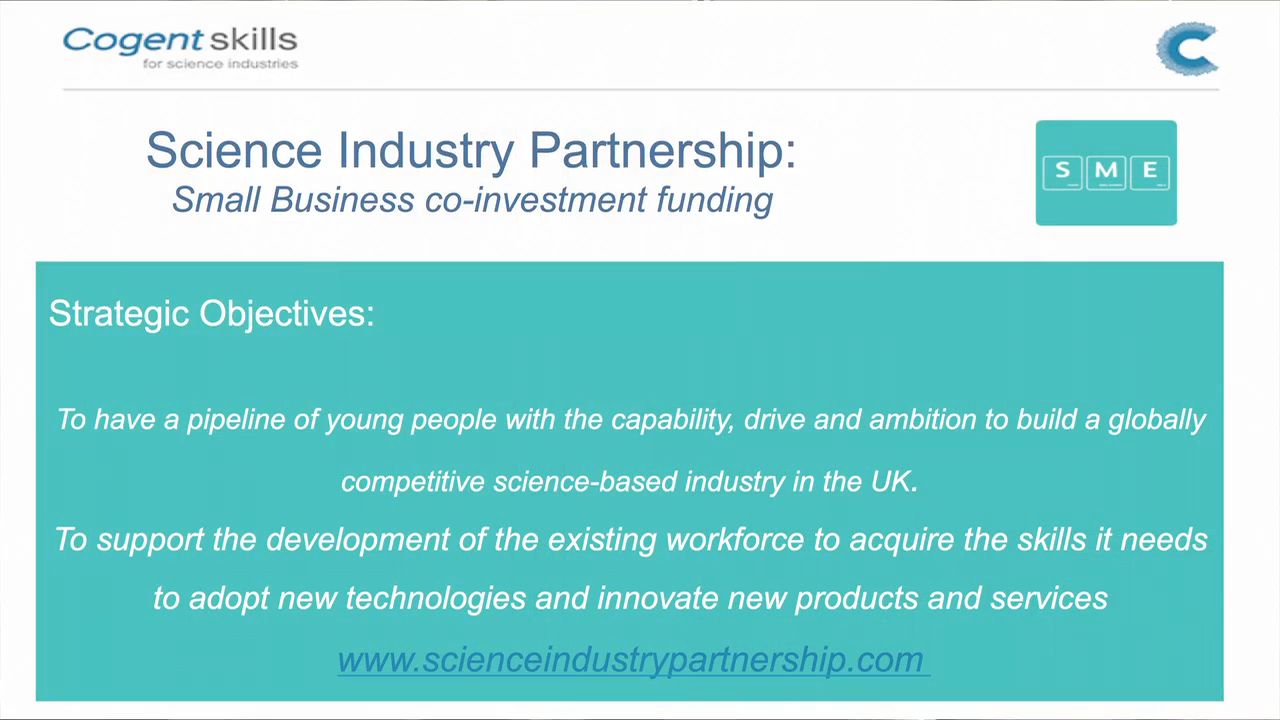 Cogent skills
for science industries
Science Industry Partnership:
Small Business co-investment funding
S M E
Strategic Objectives:
To have a pipeline of young people with the capability, drive and ambition to build a globally
competitive science-based industry in the UK.
To support the development of the existing workforce to acquire the skills it needs
to adopt new technologies and innovate new products and services
www.scienceindustrypartnership.com